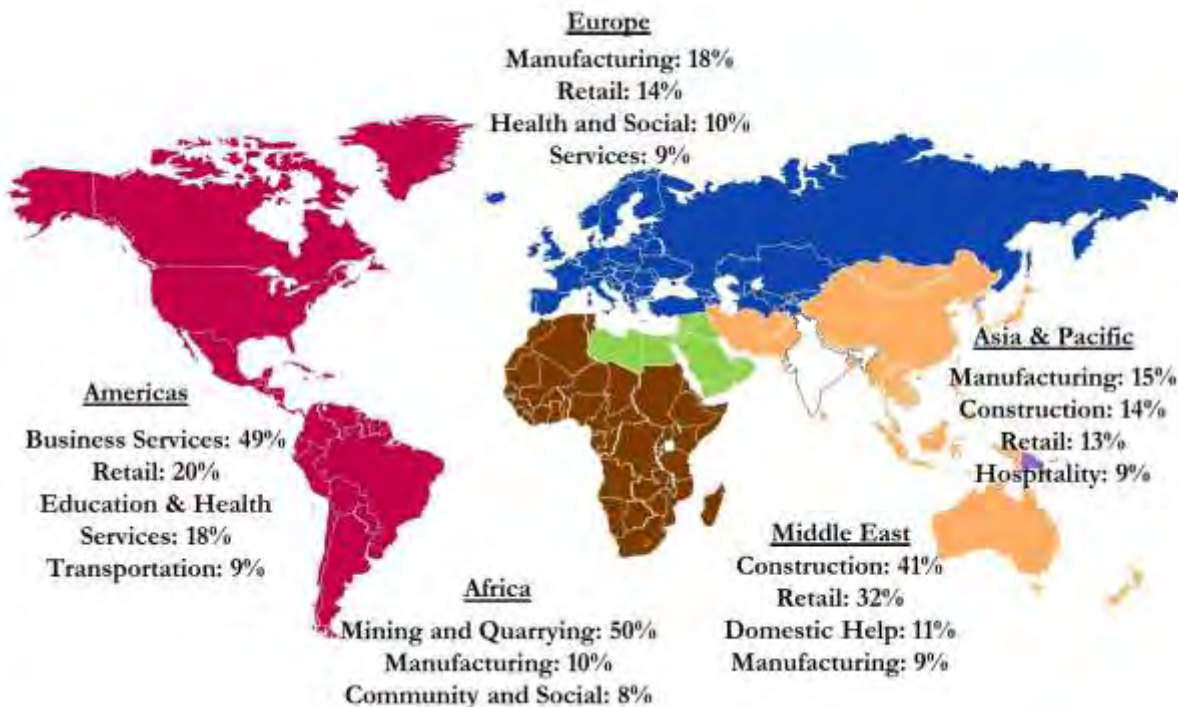 Europe
Manufacturing: 18%
Retail: 14%
Health and Social: 10%
Services: 9%
Americas
Business Services: 49%
Retail: 20%
Education & Health
Services: 18%
Transportation: 9%
Asia & Pacific
Manufacturing: 15%
Construction: 14%
Retail: 13%
Hospitality: 9%
Middle East
Construction: 41%
Retail: 32%
Domestic Help: 11%
Manufacturing: 9%
Africa
Mining and Quarrying: 50%
Manufacturing: 10%
Community and Social: 8%